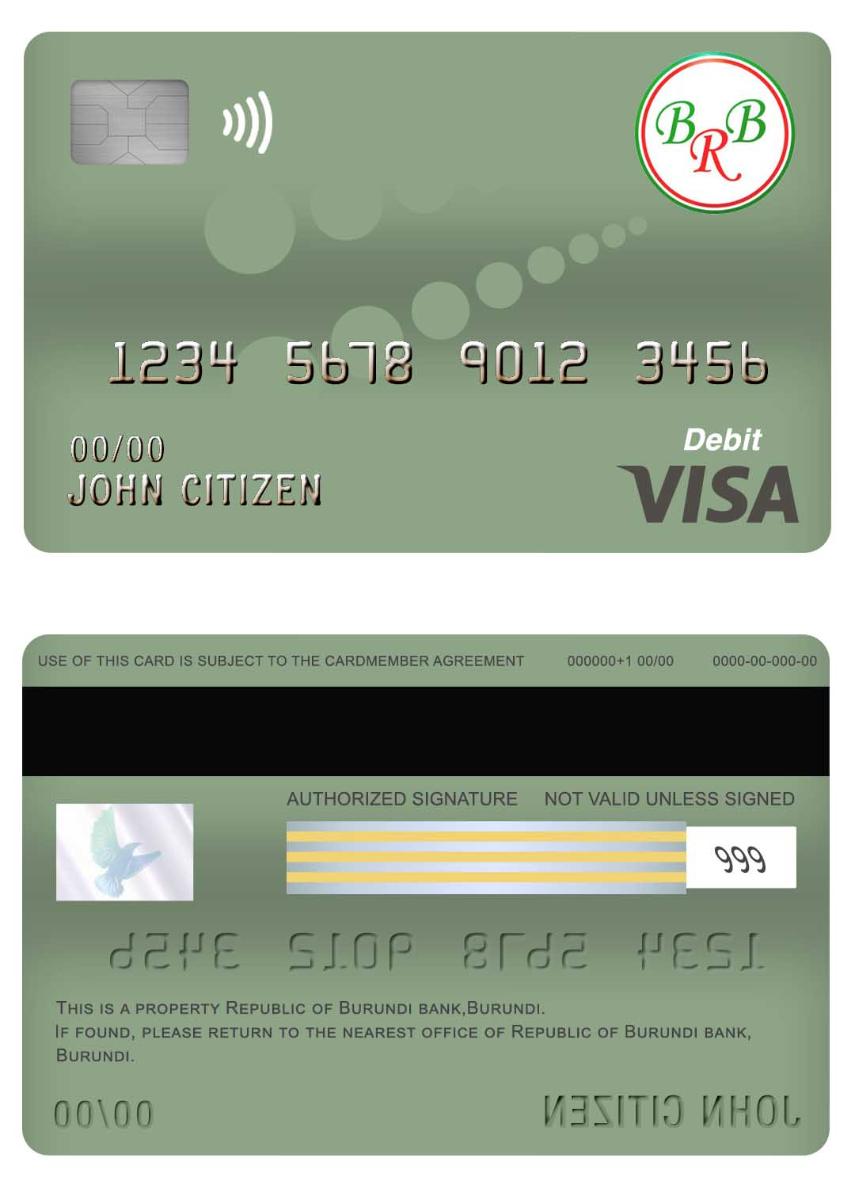 BRB
1234 5678 9012 3456
00/00
JOHN CITIZEN
Debit
VISA
USE OF THIS CARD IS SUBJECT TO THE CARDMEMBER AGREEMENT 000000+1 00/00 0000-00-000-00
AUTHORIZED SIGNATURE NOT VALID UNLESS SIGNED
999
1234 5678 9012 3456
THIS IS A PROPERTY REPUBLIC OF BURUNDI BANK,BURUNDI.
IF FOUND, PLEASE RETURN TO THE NEAREST OFFICE OF REPUBLIC OF BURUNDI BANK,
BURUNDI.
00/00 JOHN CITIZEN